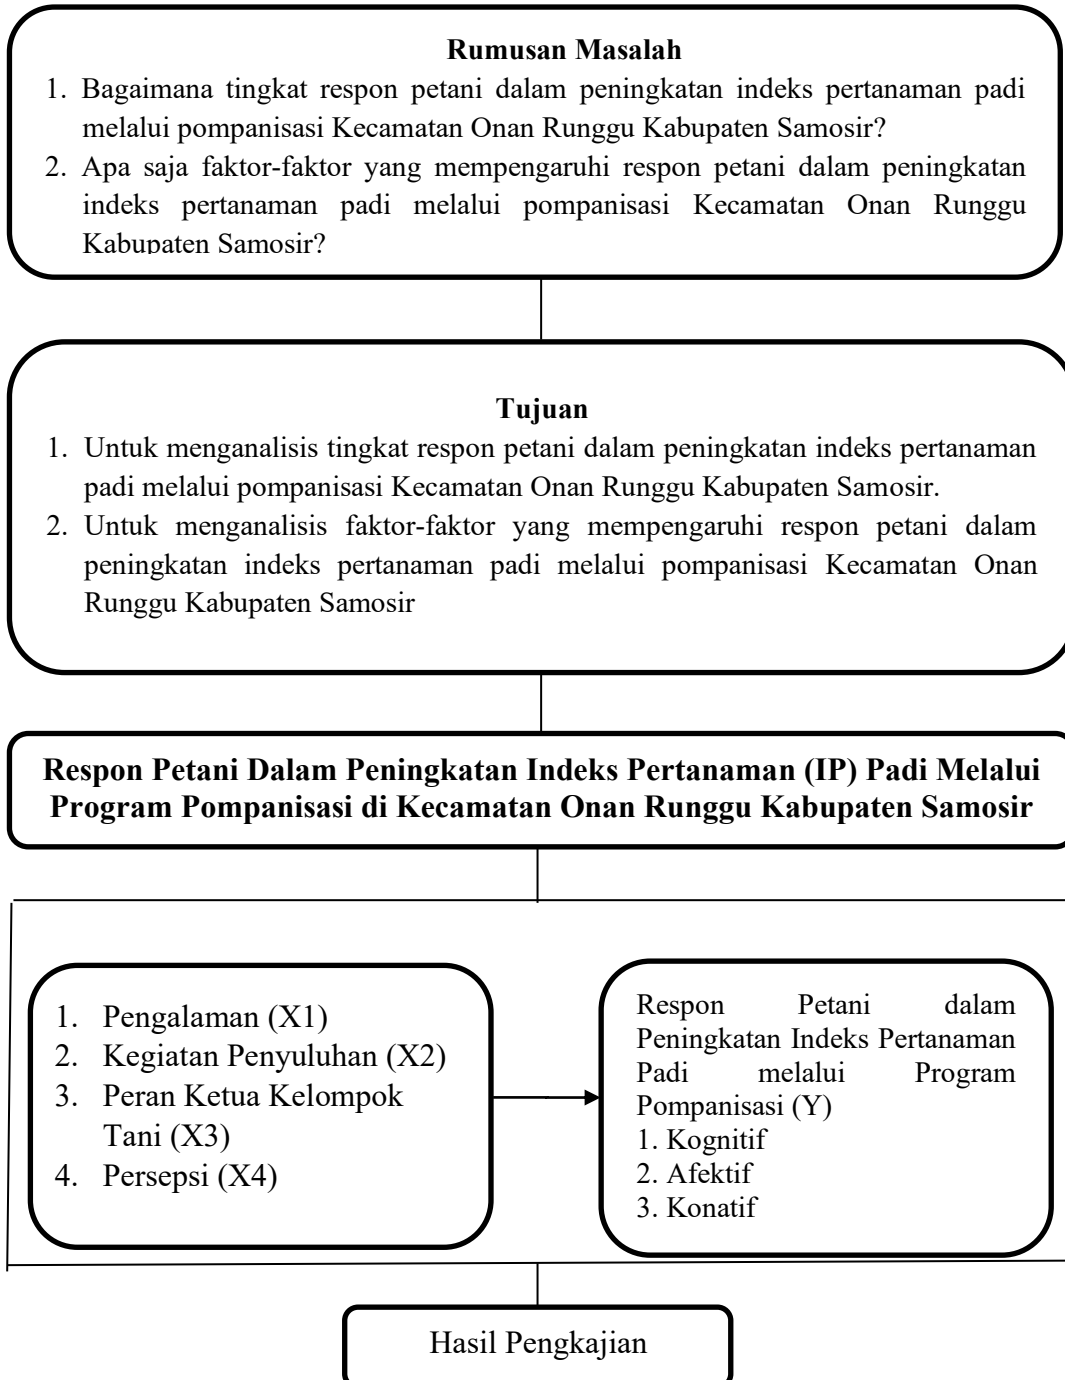 Rumusan Masalah
1. Bagaimana tingkat respon petani dalam peningkatan indeks pertanaman padi
melalui pompanisasi Kecamatan Onan Runggu Kabupaten Samosir?
2. Apa saja faktor-faktor yang mempengaruhi respon petani dalam peningkatan
indeks pertanaman padi melalui pompanisasi Kecamatan Onan Runggu
Kabupaten Samosir?
Tujuan
1. Untuk menganalisis tingkat respon petani dalam peningkatan indeks pertanaman
padi melalui pompanisasi Kecamatan Onan Runggu Kabupaten Samosir.
2. Untuk menganalisis faktor-faktor yang mempengaruhi respon petani dalam
peningkatan indeks pertanaman padi melalui pompanisasi Kecamatan Onan
Runggu Kabupaten Samosir
Respon Petani Dalam Peningkatan Indeks Pertanaman (IP) Padi Melalui
Program Pompanisasi di Kecamatan Onan Runggu Kabupaten Samosir
1. Pengalaman (X1)
2. Kegiatan Penyuluhan (X2)
3. Peran Ketua Kelompok
Tani (X3)
4. Persepsi (X4)
Respon Petani dalam
Peningkatan Indeks Pertanaman
Padi melalui Program
Pompanisasi (Y)
1. Kognitif
2. Afektif
3. Konatif
Hasil Pengkajian